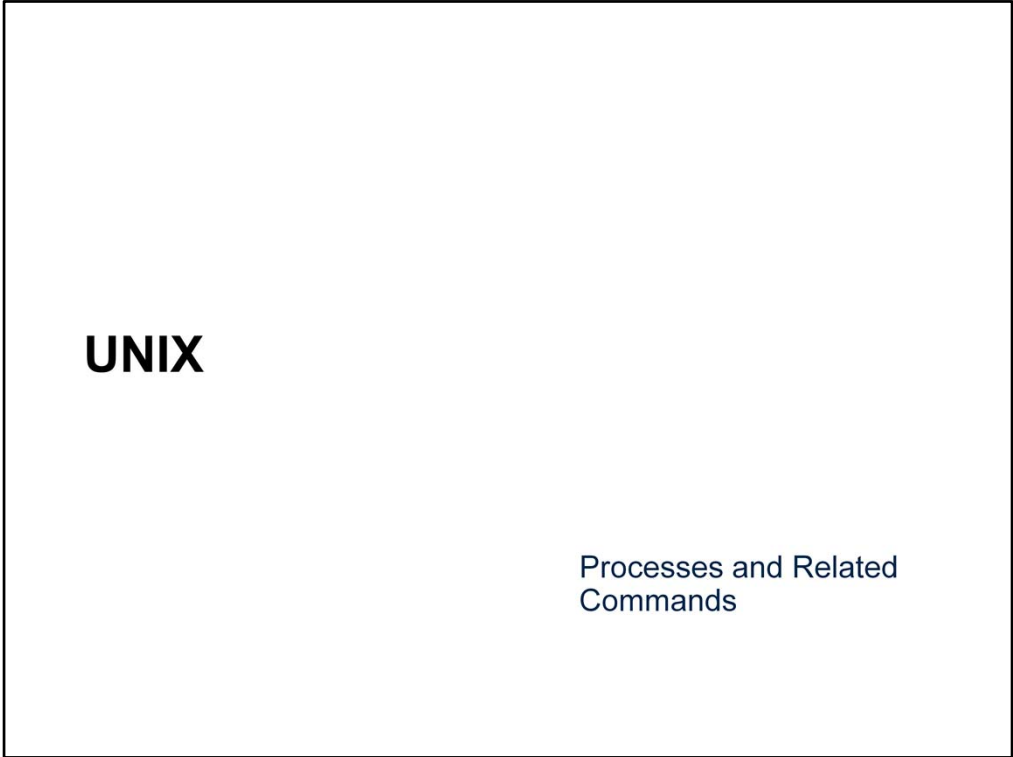 UNIX
Processes and Related
Commands